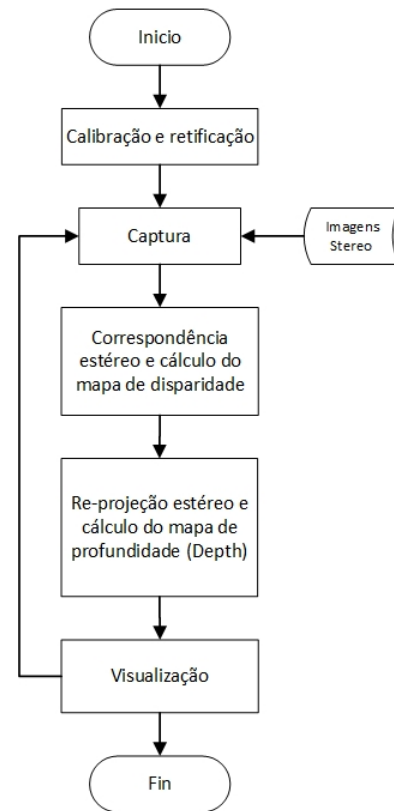 Inicio
Calibração e retificação
Captura
Imagens
Stereo
Correspondência
estéreo e cálculo do
mapa de disparidade
Re-projeção estéreo e
cálculo do mapa de
profundidade (Depth)
Visualização
Fin